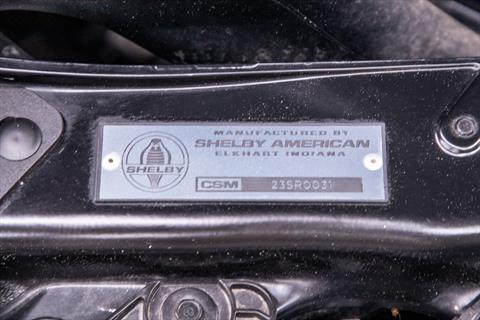 MANUFACTURED BY
SHELBY AMERICAN
ELKHART INDIANA
SHELBY
CSM 23SR0031